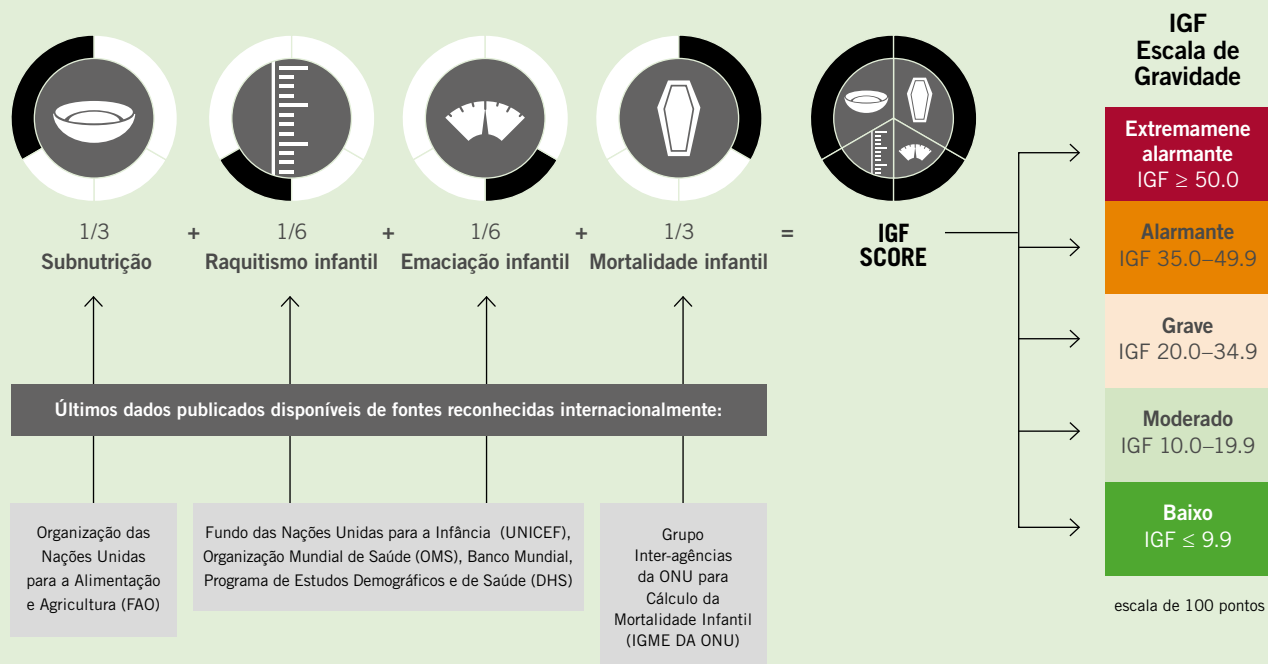 IGF
Escala de
Gravidade
1/3
Subnutrição
+
1/6
Raquitismo infantil
+
1/6
Emaciação infantil
+
1/3
Mortalidade infantil
=
IGF
SCORE
Extremamene
alarmante
IGF ≥ 50.0
Alarmante
IGF 35.0–49.9
Grave
IGF 20.0–34.9
Moderado
IGF 10.0–19.9
Baixo
IGF ≤ 9.9
escala de 100 pontos
Últimos dados publicados disponíveis de fontes reconhecidas internacionalmente:
Organização das
Nações Unidas
para a Alimentação
e Agricultura (FAO)
Fundo das Nações Unidas para a Infância (UNICEF),
Organização Mundial de Saúde (OMS), Banco Mundial,
Programa de Estudos Demográficos e de Saúde (DHS)
Grupo
Inter-agências
da ONU para
Cálculo da
Mortalidade Infantil
(IGME DA ONU)